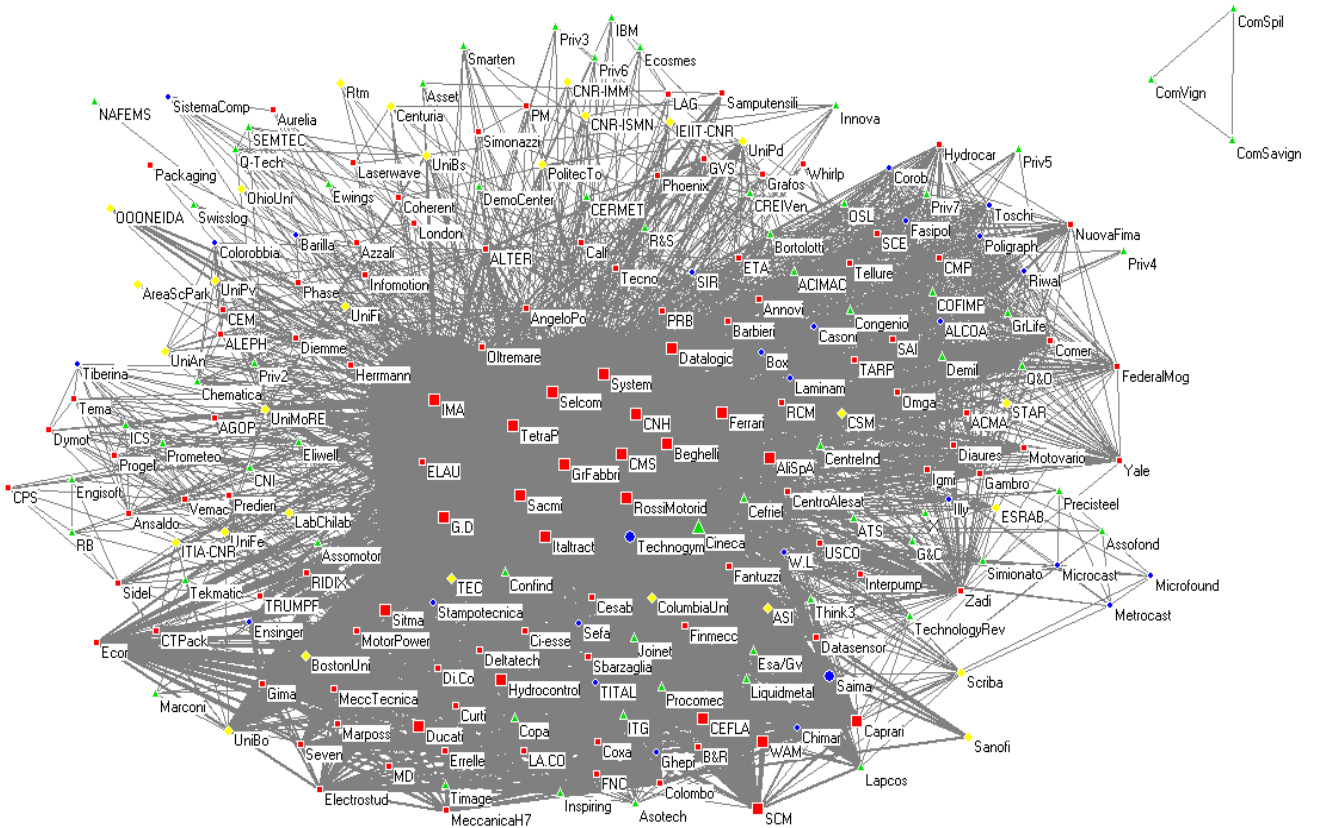 ComSpil
IBM
Priv3
Smarten
Ecosmes
Priv6
ComVign
CNR-IMM
Rtm
Asset
LAG
Samputensili
NAFEMS
SistemaComp
Aurelia
Centuria
PM
Innova
CNR-ISMN
IEIIT-CNR
SEMTEC
Simonazzi
ComSavign
Q-Tech
UniBs
UniPd
Hydrocar
Priv5
Packaging
Laserwave
PolitecTo
GVS
Whirlp
Corob
OhioUni
Ewings
Phoenix
Grafos
Coherent
DemoCenter
CERMET
CREIVen
Priv7
OOONEIDA
Swisslog
OSL
Toschi
London
Fasipol
NuovaFima
Colorobbia
Barilla
Azzali
ALTER
Calf
R&S
Bortolotti
SCE
Poligraph
Priv4
ETA
Tellure
CMP
Infomotion
Tecno
SIR
ACIMAC
Riwal
AreaScPark
UniPv
Phase
COFIMP
UniFi
AngeloPo
PRB
Annovi
CEM
Barbieri
Casoni
Congenio
ALCOA
GrLife
ALEPH
Diemme
Oltremare
Datalogic
Box
SAI
Comer
UniAn
Priv2
Herrmann
TARP
Demil
Q&O
FederalMog
Tiberina
Chematica
System
Laminam
Selcom
Omga
Tema
AGOP
UniMoRE
IMA
CNH
Ferrari
RCM
CSM
ACMA
STAR
Dymot
ICS
TetraP
Prometeo
Eliwell
Beghelli
CentreInd
Diaures
Motovario
Progel
ELAU
GrFabbri
CMS
AliSpA
Yale
CNI
Igmi
Gambro
CPS
Engisoft
Vemac
Predieri
Sacmi
RossiMotorid
Cefriel
CentroAlesat
Illy
Precisteel
Ansaldo
LabChilab
G.D
ATS
X
ESRAB
RB
ITIA-CNR
UniFe
Assomotor
Italtract
Technogym
Cineca
USCO
G&C
Assofond
W.L
Simionato
Microcast
Microfound
Sidel
Tekmatic
RIDIX
TEC
Confind
Fantuzzi
Interpump
TRUMPF
Stampotecnica
Cesab
ColumbiaUni
ASI
Think3
Zadi
Metrocast
Sitma
TechnologyRev
Ecor
CTPack
Ensinger
MotorPower
Ci-esse
Sefa
Joinet
Finmecc
Datasensor
BostonUni
Deltatech
Sbarzaglia
Esa/Gv
Di.Co
Hydrocontrol
TITAL
Procomec
Liquidmetal
Saima
Scriba
Marconi
Gima
MeccTecnica
Curti
Copa
ITG
CEFLA
Caprari
UniBo
Marposs
Ducati
Chimar
Sanofi
Seven
Errelle
LA.CO
Coxa
Ghepi
B&R
WAM
MD
Lapcos
Electrostud
Timage
FNC
Colombo
Inspiring
MeccanicaH7
Asotech
SCM